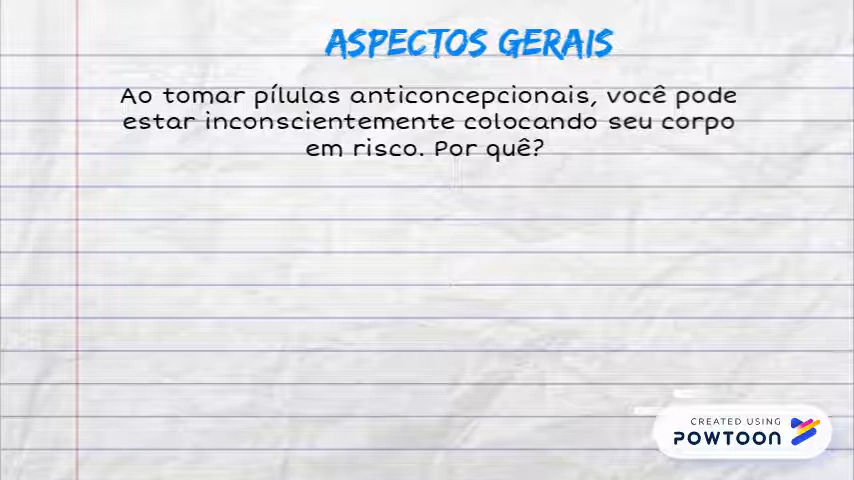 ASPECTOS GERAIS
Ao tomar pílulas anticoncepcionais, você pode
estar inconscientemente colocando seu corpo
em risco. Por quê?
CREATED USING
POWTOON